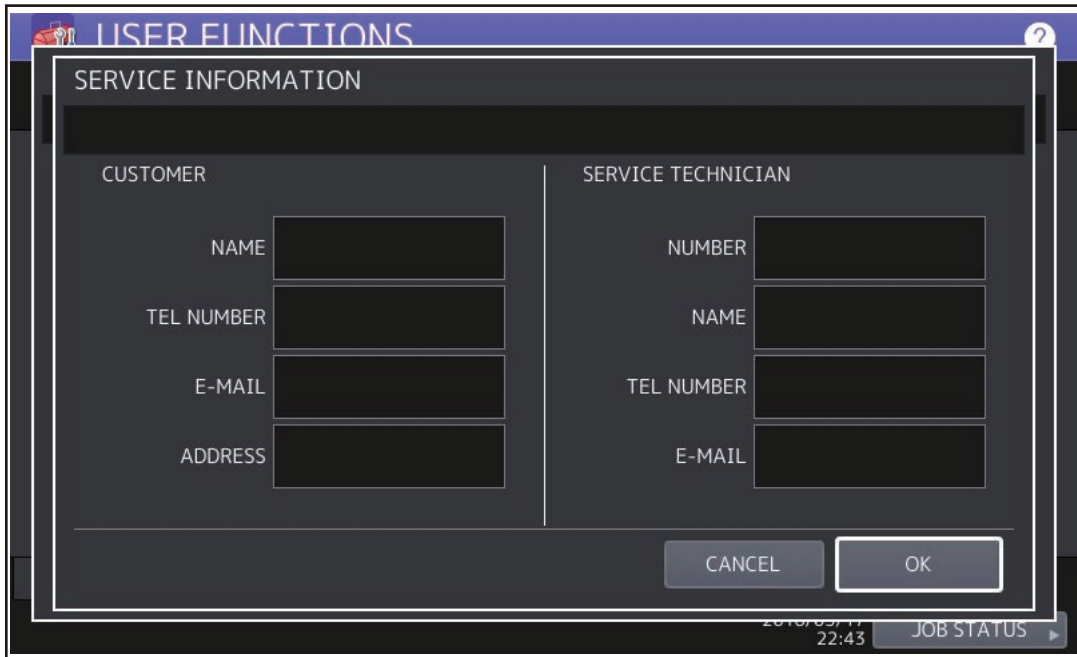 USER FUNCTIONS
?
SERVICE INFORMATION
CUSTOMER
NAME
TEL NUMBER
E-MAIL
ADDRESS
SERVICE TECHNICIAN
NUMBER
NAME
TEL NUMBER
E-MAIL
CANCEL
OK
22:43
JOB STATUS